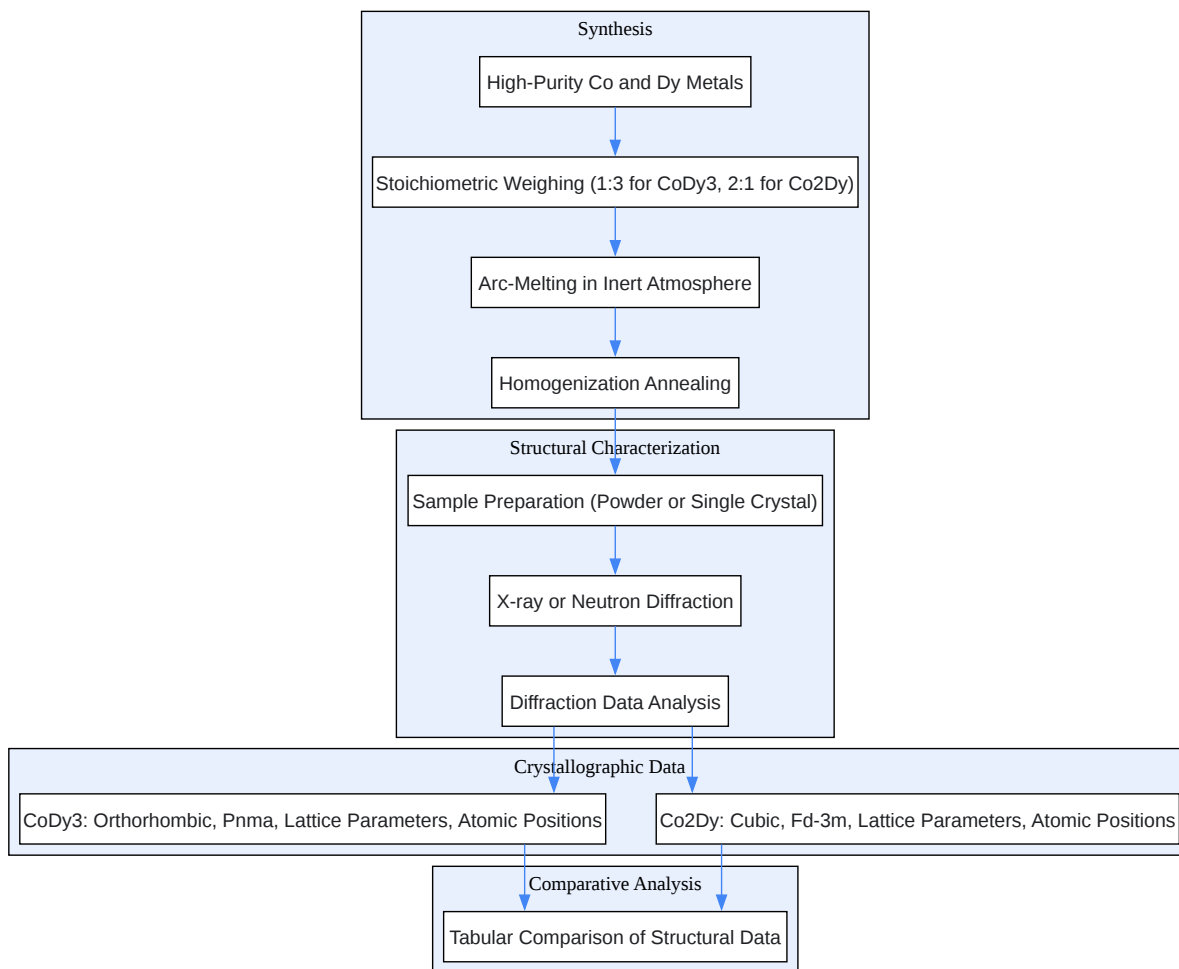 Synthesis
High-Purity Co and Dy Metals
Stoichiometric Weighing (1:3 for CoDy3, 2:1 for Co2Dy)
Arc-Melting in Inert Atmosphere
Homogenization Annealing
Structural Characterization
Sample Preparation (Powder or Single Crystal)
X-ray or Neutron Diffraction
Diffraction Data Analysis
Crystallographic Data
CoDy3: Orthorhombic, Pnma, Lattice Parameters, Atomic Positions
Co2Dy: Cubic, Fd-3m, Lattice Parameters, Atomic Positions
Comparative Analysis
Tabular Comparison of Structural Data